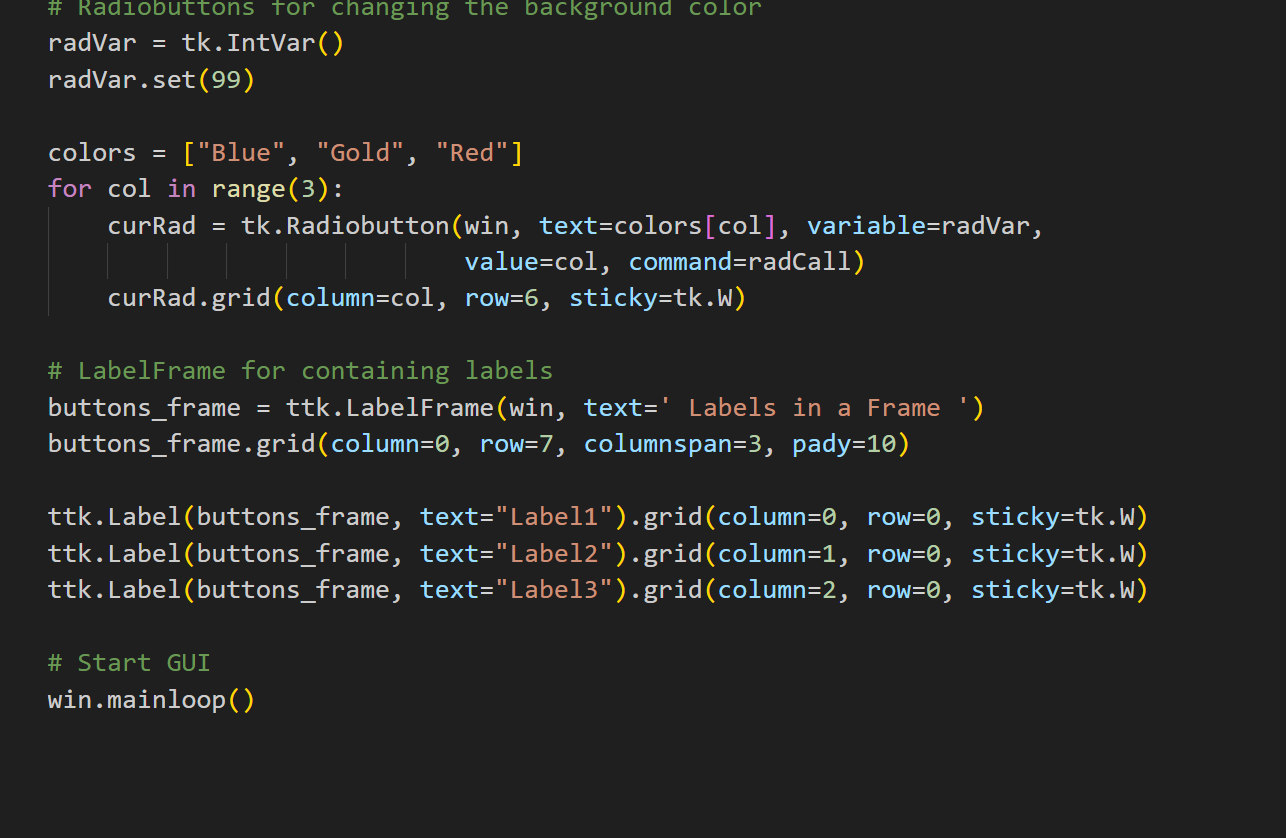 # Radiobuttons for changing the background color
radVar = tk.IntVar()
radVar.set(99)
colors = ["Blue", "Gold", "Red"]
for col in range(3):
    curRad = tk.Radiobutton(win, text=colors[col], variable=radVar,
                            value=col, command=radCall)
    curRad.grid(column=col, row=6, sticky=tk.W)
# LabelFrame for containing labels
buttons_frame = ttk.LabelFrame(win, text=' Labels in a Frame ')
buttons_frame.grid(column=0, row=7, columnspan=3, pady=10)
ttk.Label(buttons_frame, text="Label1").grid(column=0, row=0, sticky=tk.W)
ttk.Label(buttons_frame, text="Label2").grid(column=1, row=0, sticky=tk.W)
ttk.Label(buttons_frame, text="Label3").grid(column=2, row=0, sticky=tk.W)
# Start GUI
win.mainloop()